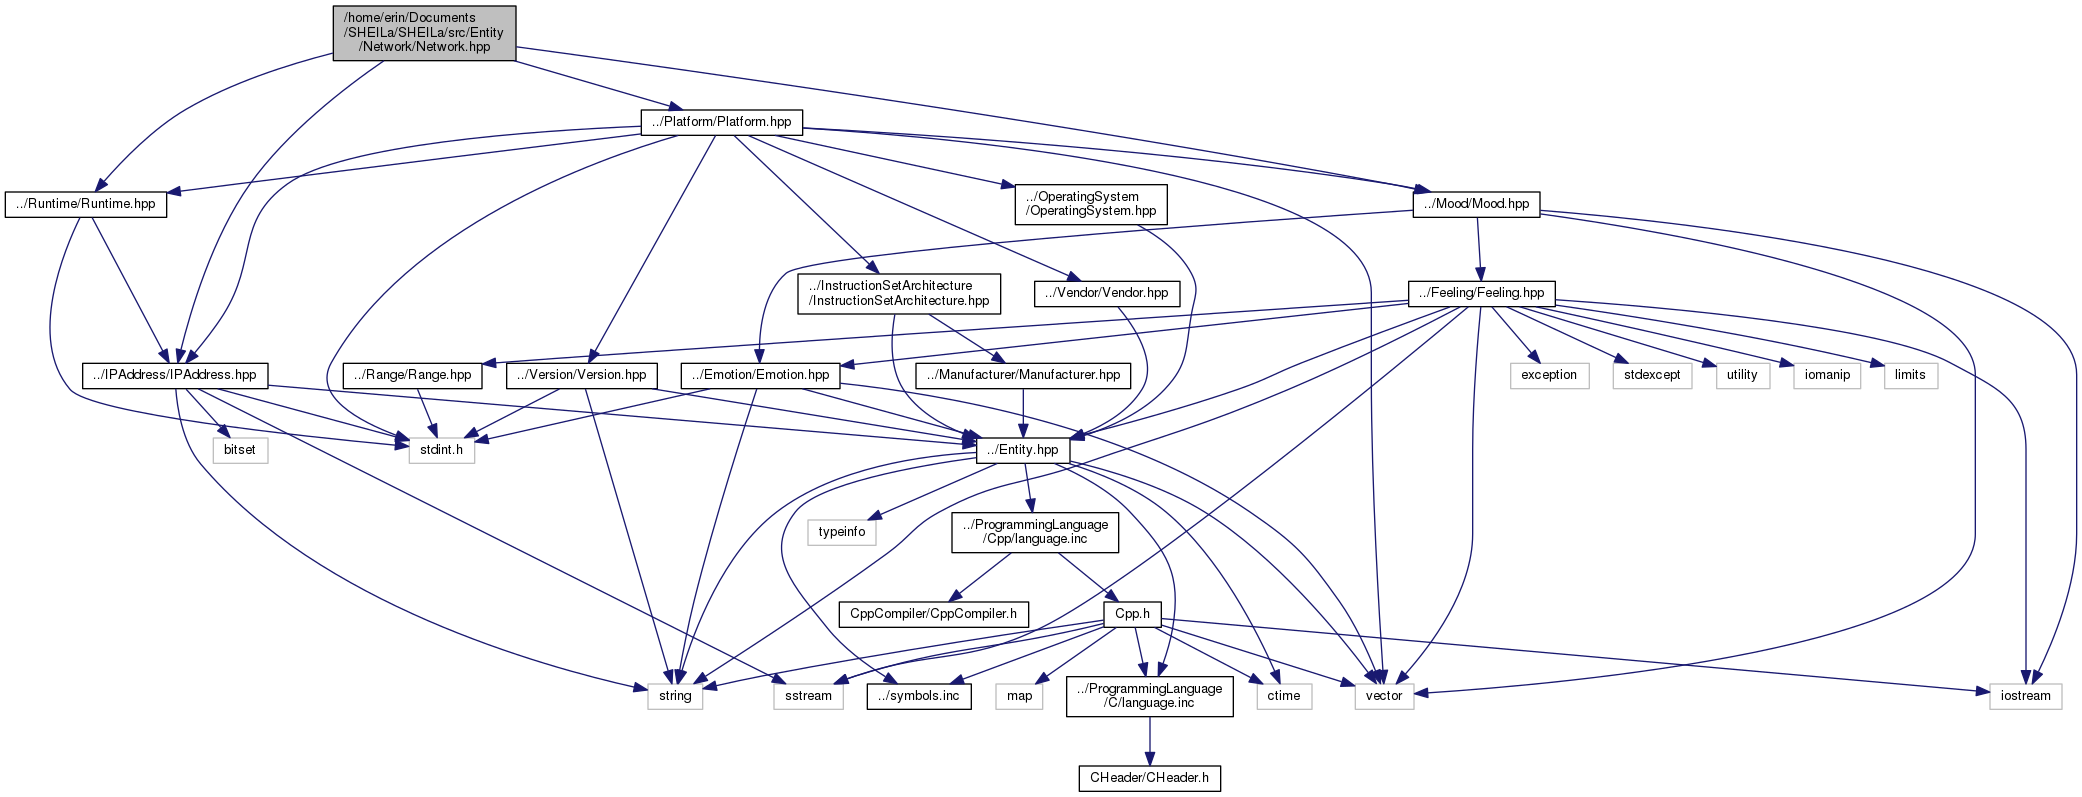 /home/erin/Documents
/SHEILa/SHEILa/src/Entity
/Network/Network.hpp
../Platform/Platform.hpp
../Runtime/Runtime.hpp
../OperatingSystem
/OperatingSystem.hpp
../Mood/Mood.hpp
../InstructionSetArchitecture
/InstructionSetArchitecture.hpp
../Vendor/Vendor.hpp
../Feeling/Feeling.hpp
../IPAddress/IPAddress.hpp
../Range/Range.hpp
../Version/Version.hpp
../Emotion/Emotion.hpp
../Manufacturer/Manufacturer.hpp
exception
stdexcept
utility
iomanip
limits
bitset
stdint.h
../Entity.hpp
typeinfo
../ProgrammingLanguage
/Cpp/language.inc
CppCompiler/CppCompiler.h
Cpp.h
string
sstream
../symbols.inc
map
../ProgrammingLanguage
/C/language.inc
ctime
vector
iostream
CHeader/CHeader.h